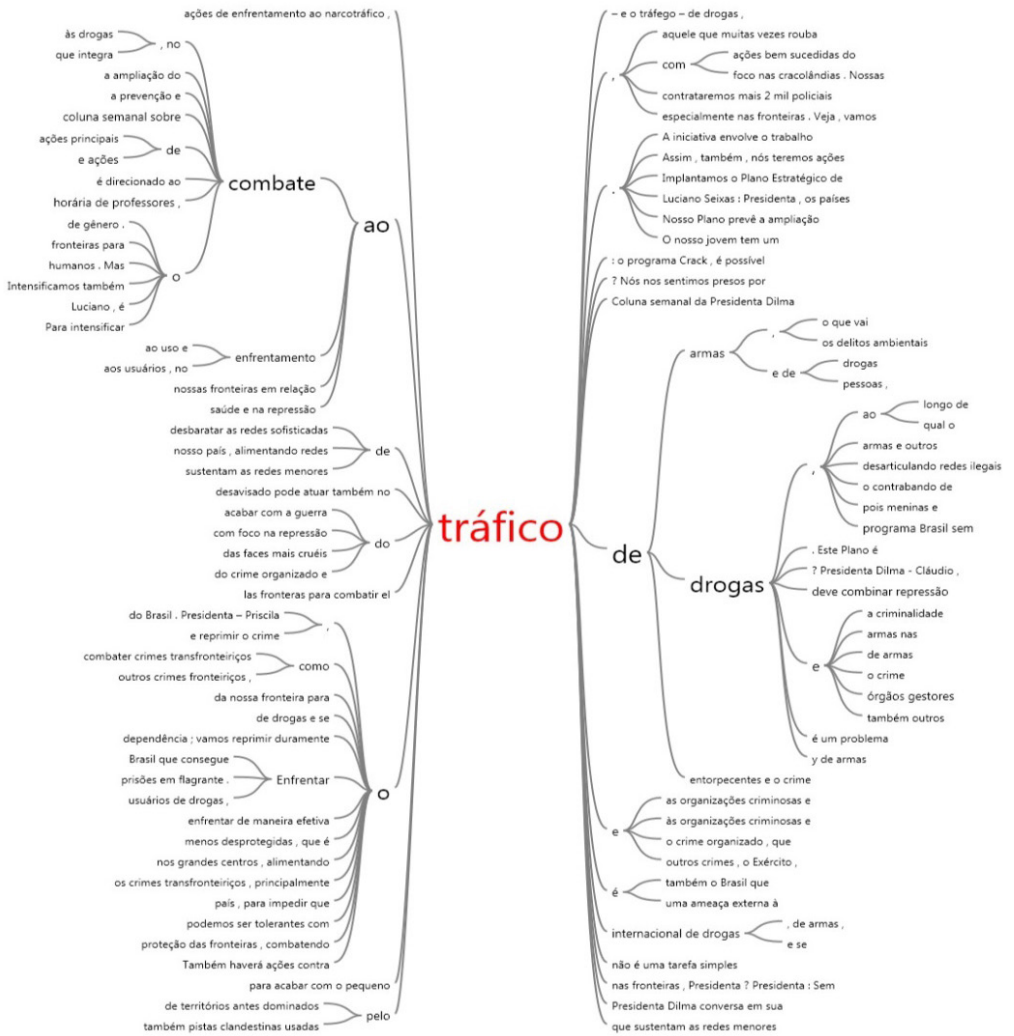 ações de enfrentamento ao narcotráfico ,
às drogas
que integra
, no
a ampliação do
a prevenção e
coluna semanal sobre
ações principais
e ações
de
é direcionado ao
horária de professores ,
de gênero .
fronteiras para
humanos . Mas
Intensificamos também
Luciano , é
Para intensificar
o
combate
ao uso e
aos usuários , no
enfrentamento
nossas fronteiras em relação
saúde e na repressão
ao
desbaratar as redes sofisticadas
nosso país , alimentando redes
sustentam as redes menores
de
desavisado pode atuar também no
acabar com a guerra
com foco na repressão
das faces mais cruéis
do crime organizado e
do
las fronteras para combatir el
do Brasil . Presidenta – Priscila
e reprimir o crime
,
combater crimes transfronteiriços
outros crimes fronteiriços ,
como
da nossa fronteira para
de drogas e se
dependência ; vamos reprimir duramente
Brasil que consegue
prisões em flagrante .
usuários de drogas ,
Enfrentar
enfrentar de maneira efetiva
menos desprotegidas , que é
nos grandes centros , alimentando
os crimes transfronteiriços , principalmente
país , para impedir que
podemos ser tolerantes com
proteção das fronteiras , combatendo
Também haverá ações contra
o
para acabar com o pequeno
de territórios antes dominados
também pistas clandestinas usadas
pelo
tráfico
– e o tráfego – de drogas ,
,
aquele que muitas vezes rouba
com
ações bem sucedidas do
foco nas cracolândias . Nossas
contrataremos mais 2 mil policiais
especialmente nas fronteiras . Veja , vamos
.
A iniciativa envolve o trabalho
Assim , também , nós teremos ações
Implantamos o Plano Estratégico de
Luciano Seixas : Presidenta , os países
Nosso Plano prevê a ampliação
O nosso jovem tem um
: o programa Crack , é possível
? Nós nos sentimos presos por
Coluna semanal da Presidenta Dilma
de
armas
,
o que vai
os delitos ambientais
e de
drogas
pessoas ,
drogas
,
ao
longo de
qual o
armas e outros
desarticulando redes ilegais
o contrabando de
pois meninas e
programa Brasil sem
. Este Plano é
? Presidenta Dilma - Cláudio ,
deve combinar repressão
e
a criminalidade
armas nas
de armas
o crime
órgãos gestores
também outros
é um problema
y de armas
entorpecentes e o crime
e
as organizações criminosas e
às organizações criminosas e
o crime organizado , que
outros crimes , o Exército ,
é
também o Brasil que
uma ameaça externa à
internacional de drogas
, de armas ,
e se
não é uma tarefa simples
nas fronteiras , Presidenta ? Presidenta : Sem
Presidenta Dilma conversa em sua
que sustentam as redes menores